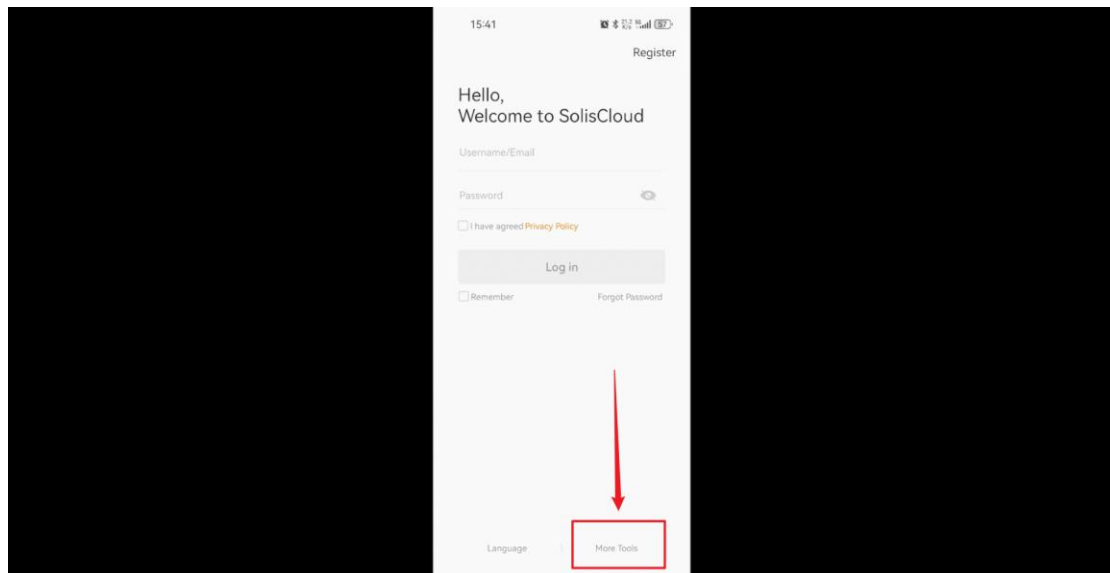 15:41
57
Register
Hello,
Welcome to SolisCloud
Username/Email
Password
I have agreed Privacy Policy
Log in
Remember
Forgot Password
Language
More Tools